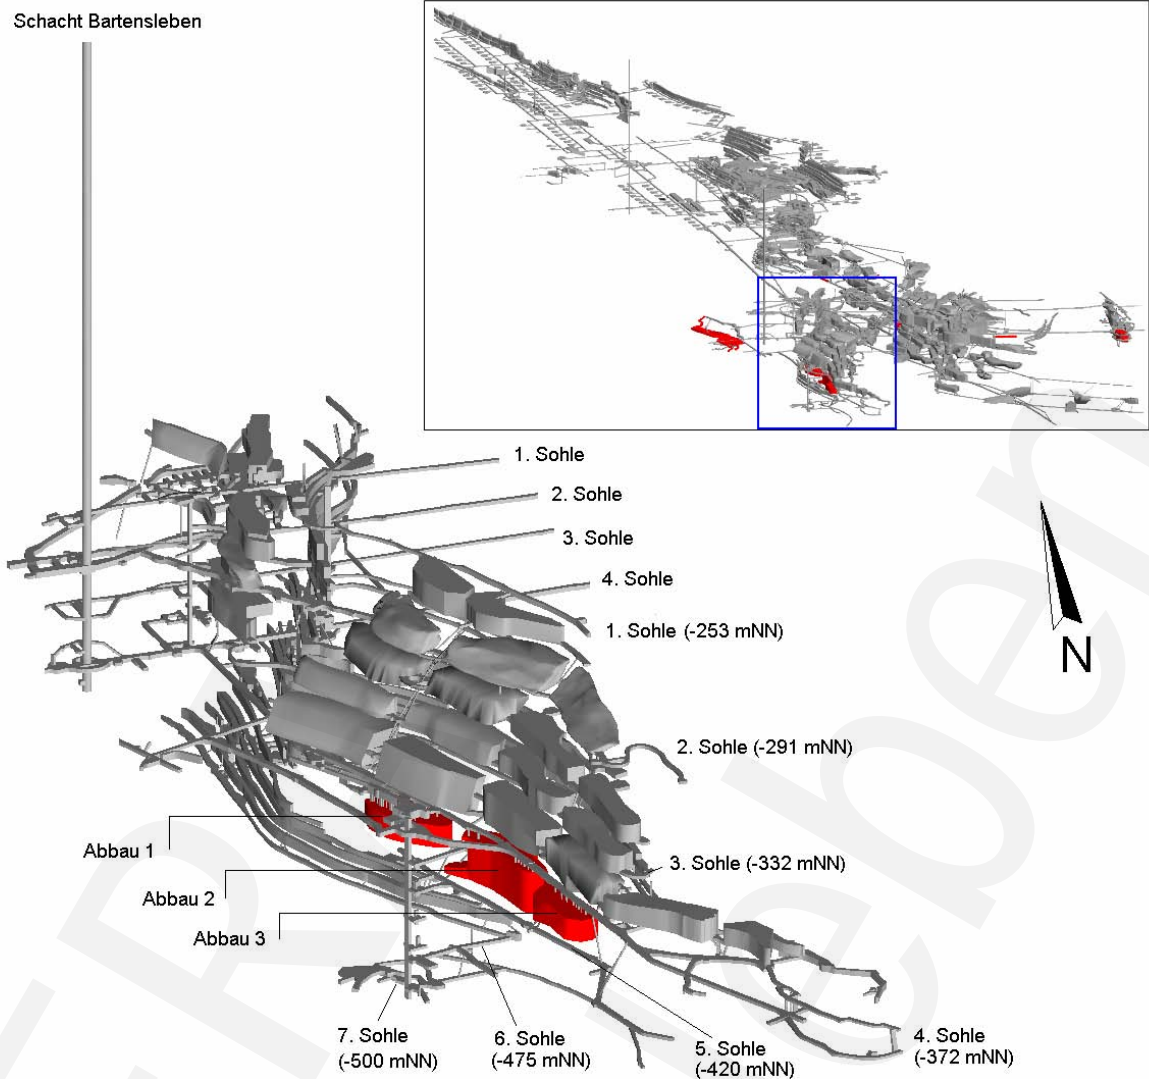 Schacht Bartensleben
1. Sohle
2. Sohle
3. Sohle
4. Sohle
1. Sohle (-253 mNN)
N
2. Sohle (-291 mNN)
Abbau 1
3. Sohle (-332 mNN)
Abbau 2
Abbau 3
7. Sohle
(-500 mNN)
6. Sohle
(-475 mNN)
5. Sohle
(-420 mNN)
4. Sohle
(-372 mNN)